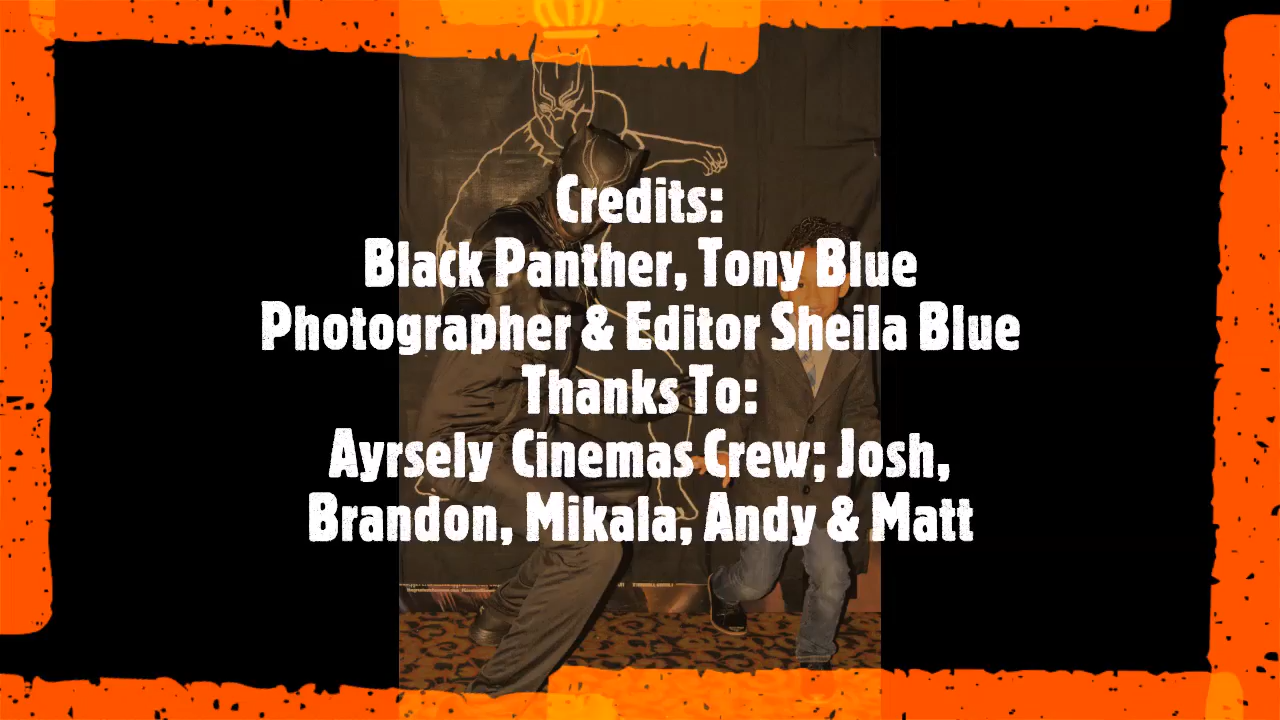 Credits:
Black Panther, Tony Blue
Photographer & Editor Sheila Blue
Thanks To:
Ayrsely Cinemas Crew; Josh,
Brandon, Mikala, Andy & Matt